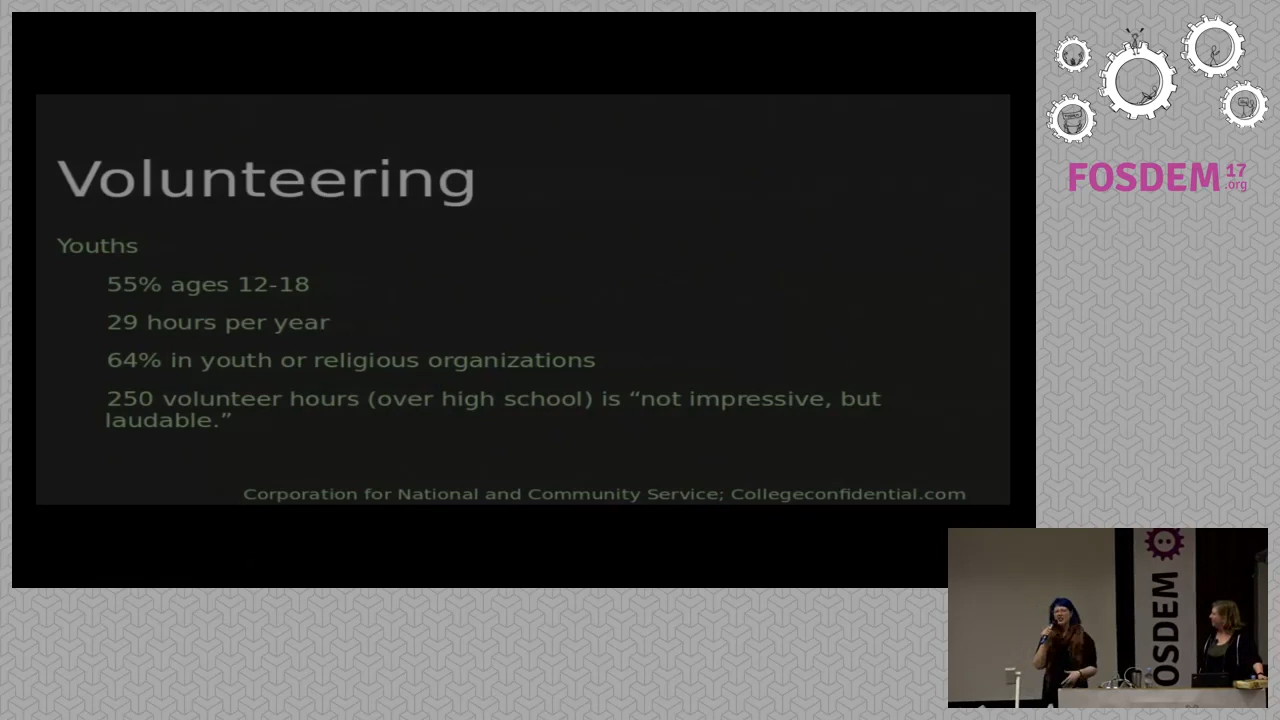 Volunteering
Youths
55% ages 12-18
29 hours per year
64% in youth or religious organizations
250 volunteer hours (over high school) is “not impressive, but
laudable.”
Corporation for National and Community Service; Collegeconfidential.com
FOSDEM 17
.org
OSDEM